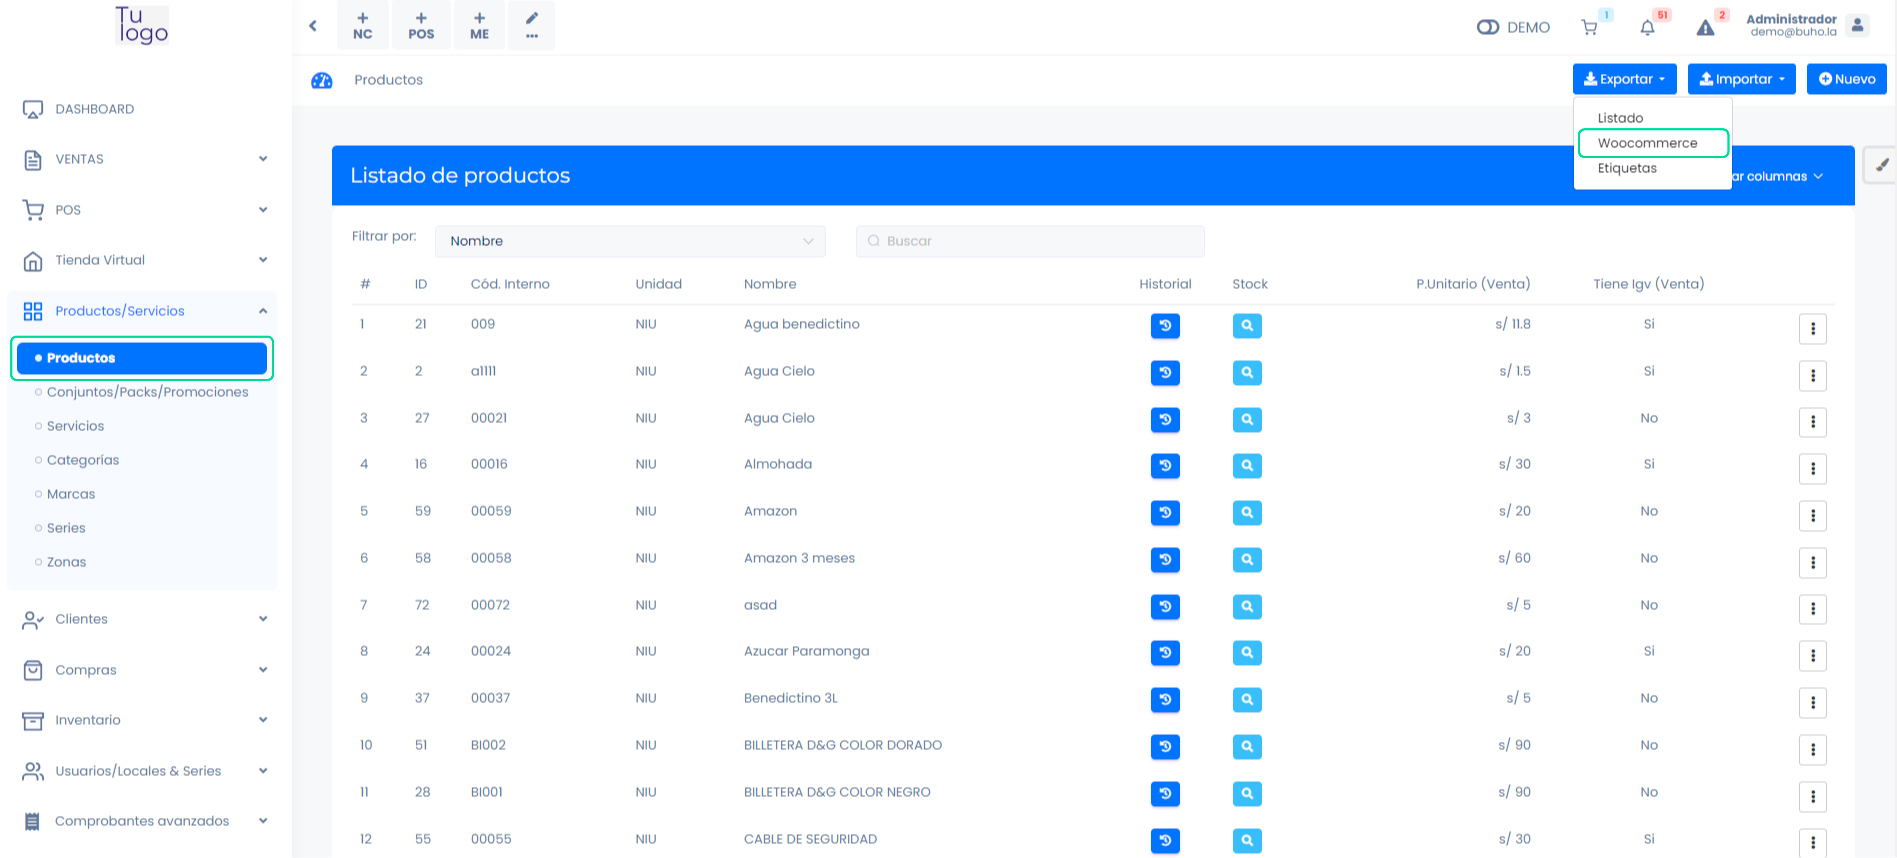 Tu
logo
+
NC
+
POS
+
ME
...
DEMO
1
51
2
Administrador
demo@buho.la
Productos
Exportar
Importar
Nuevo
Listado
Woocommerce
Etiquetas
DASHBOARD
VENTAS
POS
Tienda Virtual
Productos/Servicios
Productos
Conjuntos/Packs/Promociones
Servicios
Categorías
Marcas
Series
Zonas
Clientes
Compras
Inventario
Usuarios/Locales & Series
Comprobantes avanzados
Listado de productos
ar columnas
Filtrar por:
Nombre
Buscar
# ID Cód. Interno Unidad Nombre Historial Stock P.Unitario (Venta) Tiene Igv (Venta)
1 21 009 NIU Agua benedictino s/ 11.8 Si
2 2 a1111 NIU Agua Cielo s/ 1.5 Si
3 27 00021 NIU Agua Cielo s/ 3 No
4 16 00016 NIU Almohada s/ 30 Si
5 59 00059 NIU Amazon s/ 20 No
6 58 00058 NIU Amazon 3 meses s/ 60 No
7 72 00072 NIU asad s/ 5 No
8 24 00024 NIU Azucar Paramonga s/ 20 Si
9 37 00037 NIU Benedictino 3L s/ 5 No
10 51 BI002 NIU BILLETERA D&G COLOR DORADO s/ 90 No
11 28 BI001 NIU BILLETERA D&G COLOR NEGRO s/ 90 No
12 55 00055 NIU CABLE DE SEGURIDAD s/ 30 Si